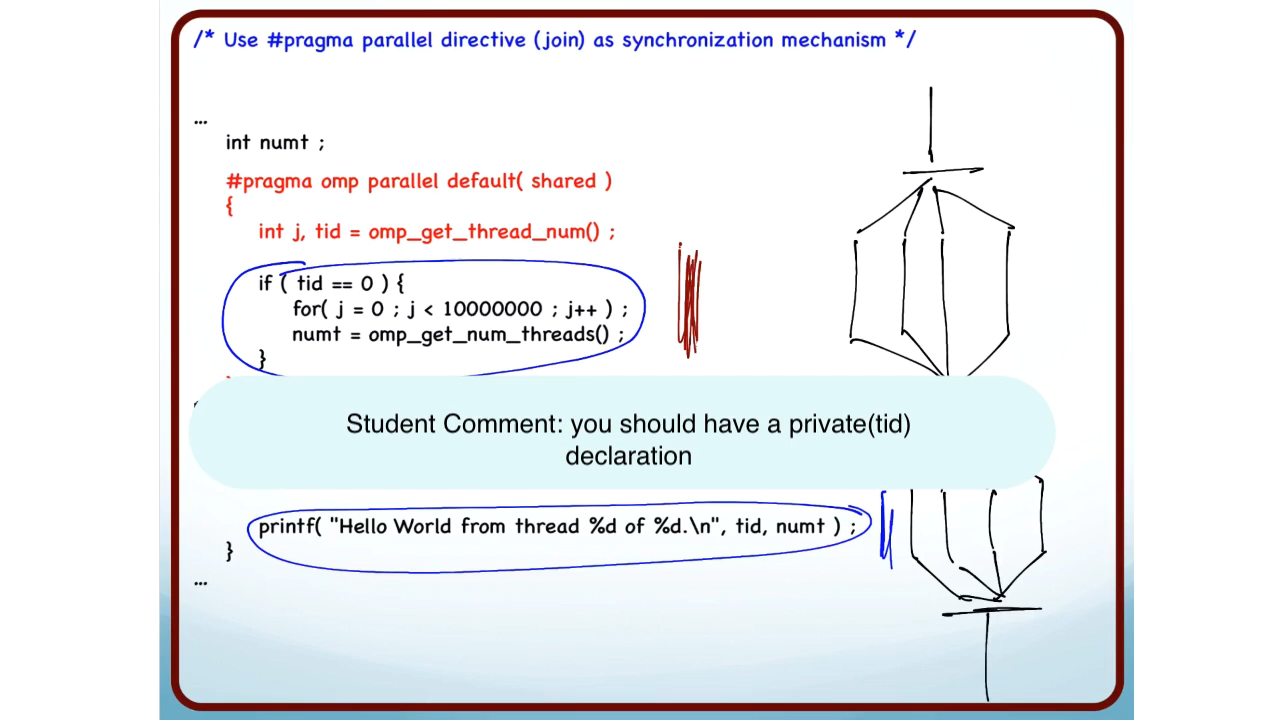 /* Use #pragma parallel directive (join) as synchronization mechanism */
...
int numt ;
#pragma omp parallel default( shared )
{
int j, tid = omp_get_thread_num() ;
if ( tid == 0 ) {
for( j = 0 ; j < 10000000 ; j++ ) ;
numt = omp_get_num_threads() ;
}
Student Comment: you should have a private(tid)
declaration
printf( "Hello World from thread %d of %d.\n", tid, numt ) ;
}
...